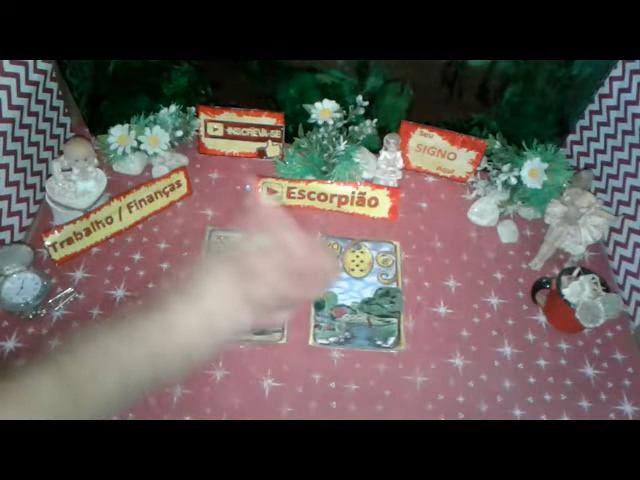 INSCREVA-SE
seu
SIGNO
Aqui
Escorpião
Trabalho / Finanças